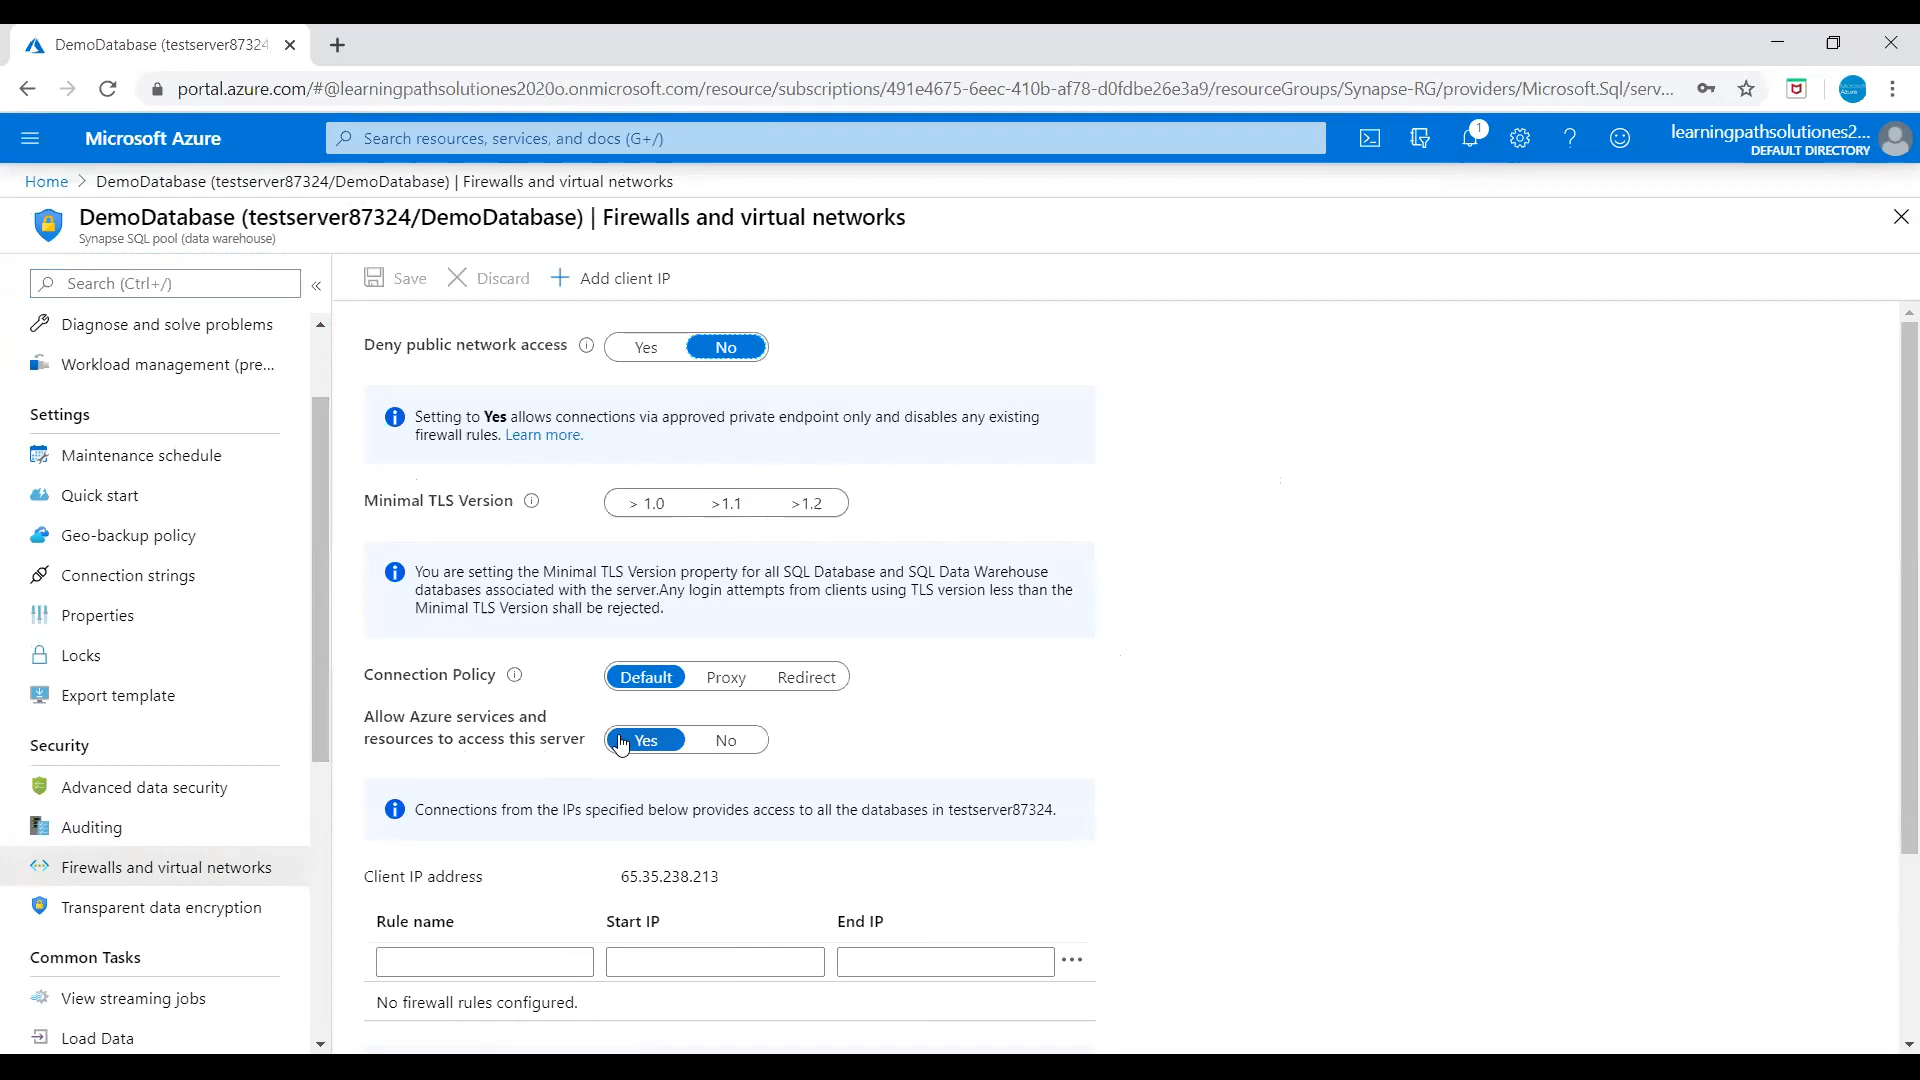 DemoDatabase (testserver87324
portal.azure.com/#@learningpathsolutiones2020o.onmicrosoft.com/resource/subscriptions/491e4675-6eec-410b-af78-d0fdbe26e3a9/resourceGroups/Synapse-RG/providers/Microsoft.Sql/serv...
Microsoft Azure
Search resources, services, and docs (G+/)
1
learningpathsolutiones2...
DEFAULT DIRECTORY
Home > DemoDatabase (testserver87324/DemoDatabase) | Firewalls and virtual networks
DemoDatabase (testserver87324/DemoDatabase) | Firewalls and virtual networks
Synapse SQL pool (data warehouse)
Search (Ctrl+/)
«
Save
Discard
Add client IP
Diagnose and solve problems
Workload management (pre...
Settings
Maintenance schedule
Quick start
Geo-backup policy
Connection strings
Properties
Locks
Export template
Security
Advanced data security
Auditing
Firewalls and virtual networks
Transparent data encryption
Common Tasks
View streaming jobs
Load Data
Deny public network access
Yes No
Setting to Yes allows connections via approved private endpoint only and disables any existing
firewall rules. Learn more.
Minimal TLS Version
> 1.0 >1.1 >1.2
You are setting the Minimal TLS Version property for all SQL Database and SQL Data Warehouse
databases associated with the server.Any login attempts from clients using TLS version less than the
Minimal TLS Version shall be rejected.
Connection Policy
Default Proxy Redirect
Allow Azure services and
resources to access this server
Yes No
Connections from the IPs specified below provides access to all the databases in testserver87324.
Client IP address 65.35.238.213
Rule name Start IP End IP
...
No firewall rules configured.